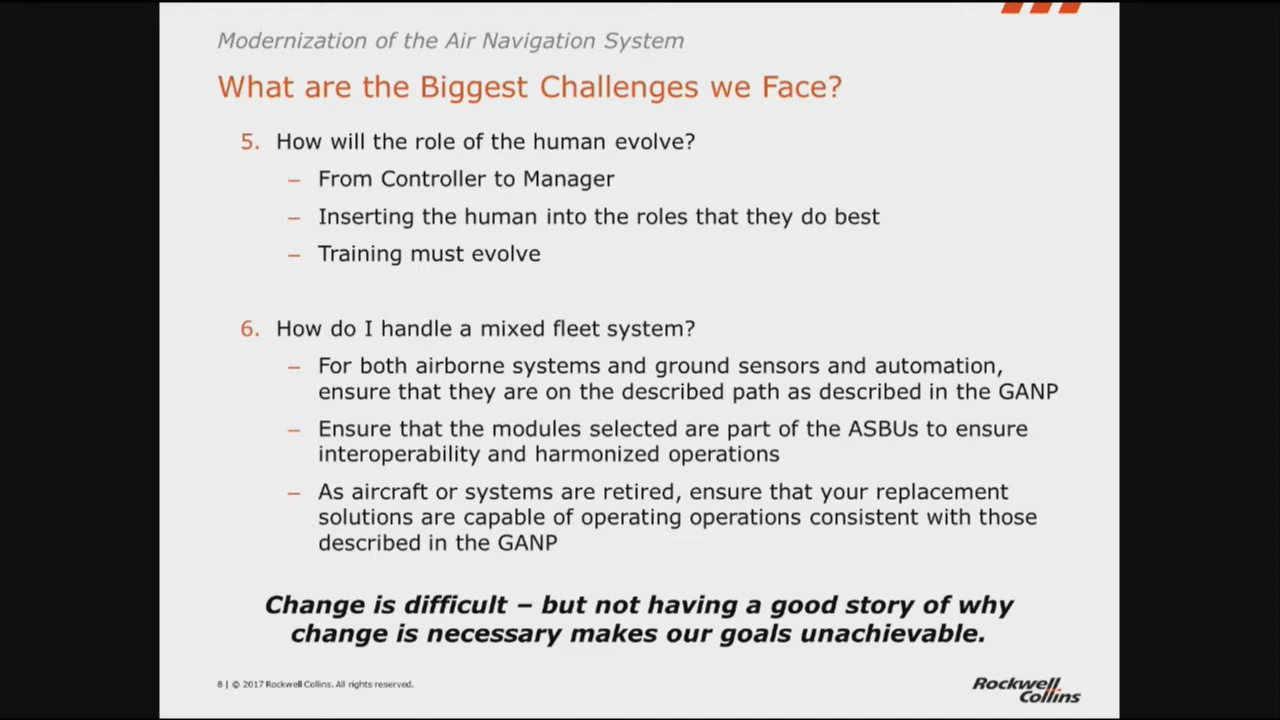 Modernization of the Air Navigation System
What are the Biggest Challenges we Face?
5. How will the role of the human evolve?
– From Controller to Manager
– Inserting the human into the roles that they do best
– Training must evolve
6. How do I handle a mixed fleet system?
– For both airborne systems and ground sensors and automation,
ensure that they are on the described path as described in the GANP
– Ensure that the modules selected are part of the ASBUs to ensure
interoperability and harmonized operations
– As aircraft or systems are retired, ensure that your replacement
solutions are capable of operating operations consistent with those
described in the GANP
Change is difficult – but not having a good story of why
change is necessary makes our goals unachievable.
8 | © 2017 Rockwell Collins. All rights reserved.
Rockwell
Collins